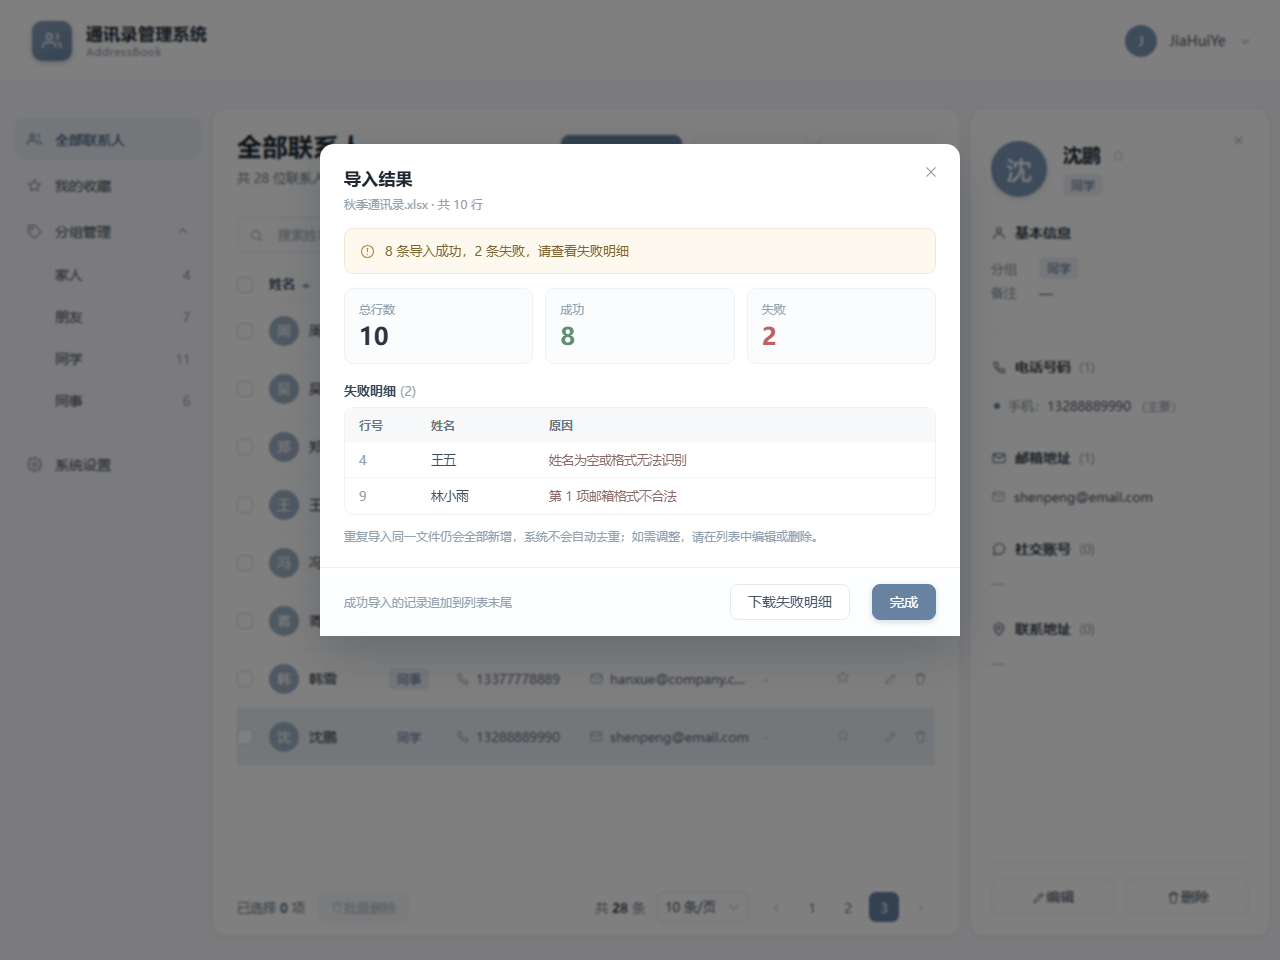 通讯录管理系统
AddressBook
J JiaHuiYe
全部联系人
我的收藏
分组管理
家人 4
朋友 7
同学 11
同事 6
系统设置
全部联系人
共 28 位联系人
搜索姓名
姓名
周
吴
郑
王
冯
蒋
导入结果
秋季通讯录.xlsx · 共 10 行
8 条导入成功，2 条失败，请查看失败明细
总行数 成功 失败
10 8 2
失败明细 (2)
行号 姓名 原因
4 王五 姓名为空或格式无法识别
9 林小雨 第 1 项邮箱格式不合法
重复导入同一文件仍会全部新增，系统不会自动去重；如需调整，请在列表中编辑或删除。
成功导入的记录追加到列表末尾 下载失败明细 完成
韩 韩雪 同事 13377778889 hanxue@company.c... -
沈 沈鹏 同学 13288889990 shenpeng@email.com -
已选择 0 项 批量删除 共 28 条 10 条/页 1 2 3
沈 沈鹏
同学
基本信息
分组 同学
备注 —
电话号码 (1)
手机： 13288889990 (主要)
邮箱地址 (1)
shenpeng@email.com
社交账号 (0)
—
联系地址 (0)
—
编辑 删除